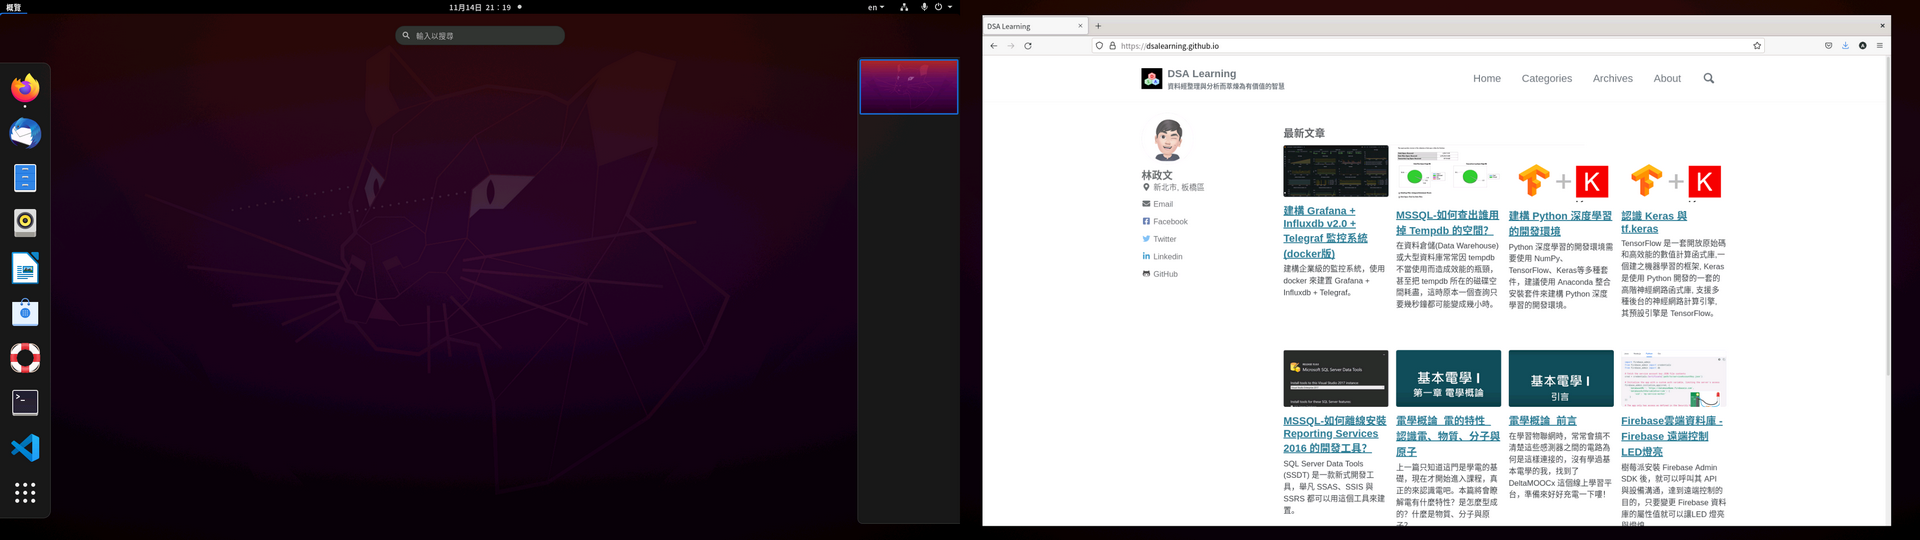 概覽
11月14日 21：19
en
輸入以搜尋
DSA Learning
https://dsalearning.github.io
DSA Learning
資料經整理與分析而萃煉為有價值的智慧
Home
Categories
Archives
About
林政文
新北市, 板橋區
Email
Facebook
Twitter
Linkedin
GitHub
最新文章
建構 Grafana +
Influxdb v2.0 +
Telegraf 監控系統
(docker版)
建構企業級的監控系統，使用
docker 來建置 Grafana +
Influxdb + Telegraf。
MSSQL-如何查出誰用
掉 Tempdb 的空間？
在資料倉儲(Data Warehouse)
或大型資料庫常常因 tempdb
不當使用而造成效能的瓶頸，
甚至把 tempdb 所在的磁碟空
間耗盡，這時原本一個查詢只
要幾秒鐘都可能變成幾小時。
K
建構 Python 深度學習
的開發環境
Python 深度學習的開發環境需
要使用 NumPy、
TensorFlow、Keras等多種套
件，建議使用 Anaconda 整合
安裝套件來建構 Python 深度
學習的開發環境。
K
認識 Keras 與
tf.keras
TensorFlow 是一套開放原始碼
和高效能的數值計算函式庫,一
個建之機器學習的框架, Keras
是使用 Python 開發的一套的
高階神經網路函式庫, 支援多
種後台的神經網路計算引擎,
其預設引擎是 TensorFlow。
Microsoft SQL Server Data Tools
MSSQL-如何離線安裝
Reporting Services
2016 的開發工具？
SQL Server Data Tools
(SSDT) 是一款新式開發工
具，舉凡 SSAS、SSIS 與
SSRS 都可以用這個工具來建
置。
基本電學 I
第一章 電學概論
電學概論_電的特性_
認識電、物質、分子與
原子
上一篇只知道這門是學電的基
礎，現在才開始進入課程，真
正的來認識電吧。本篇將會瞭
解電有什麼特性？是怎麼型成
的？什麼是物質、分子與原
子？
基本電學 I
引言
電學概論_前言
在學習物聯網時，常常會搞不
清楚這些感測器之間的電路為
何是這樣連接的，沒有學過基
本電學的我，找到了
DeltaMOOCx 這個線上學習平
台，準備來好好充電一下嘍！
Firebase雲端資料庫 -
Firebase 遠端控制
LED燈亮
樹莓派安裝 Firebase Admin
SDK 後，就可以呼叫其 API
與設備溝通，達到遠端控制的
目的，只要變更 Firebase 資料
庫的屬性值就可以讓LED 燈亮